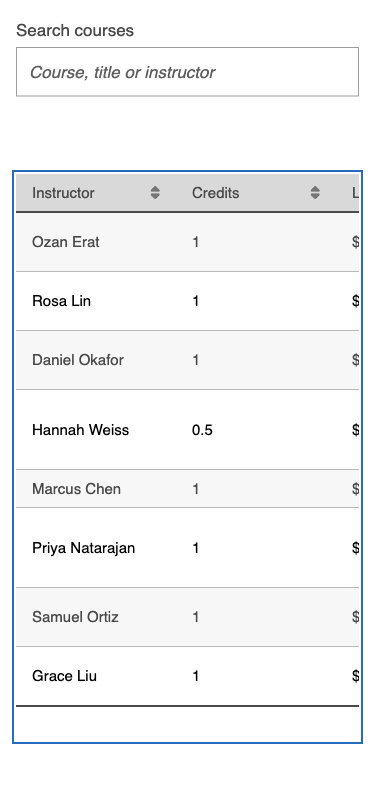 Search courses
Course, title or instructor
Instructor Credits L
Ozan Erat 1 $
Rosa Lin 1 $
Daniel Okafor 1 $
Hannah Weiss 0.5 $
Marcus Chen 1 $
Priya Natarajan 1 $
Samuel Ortiz 1 $
Grace Liu 1 $